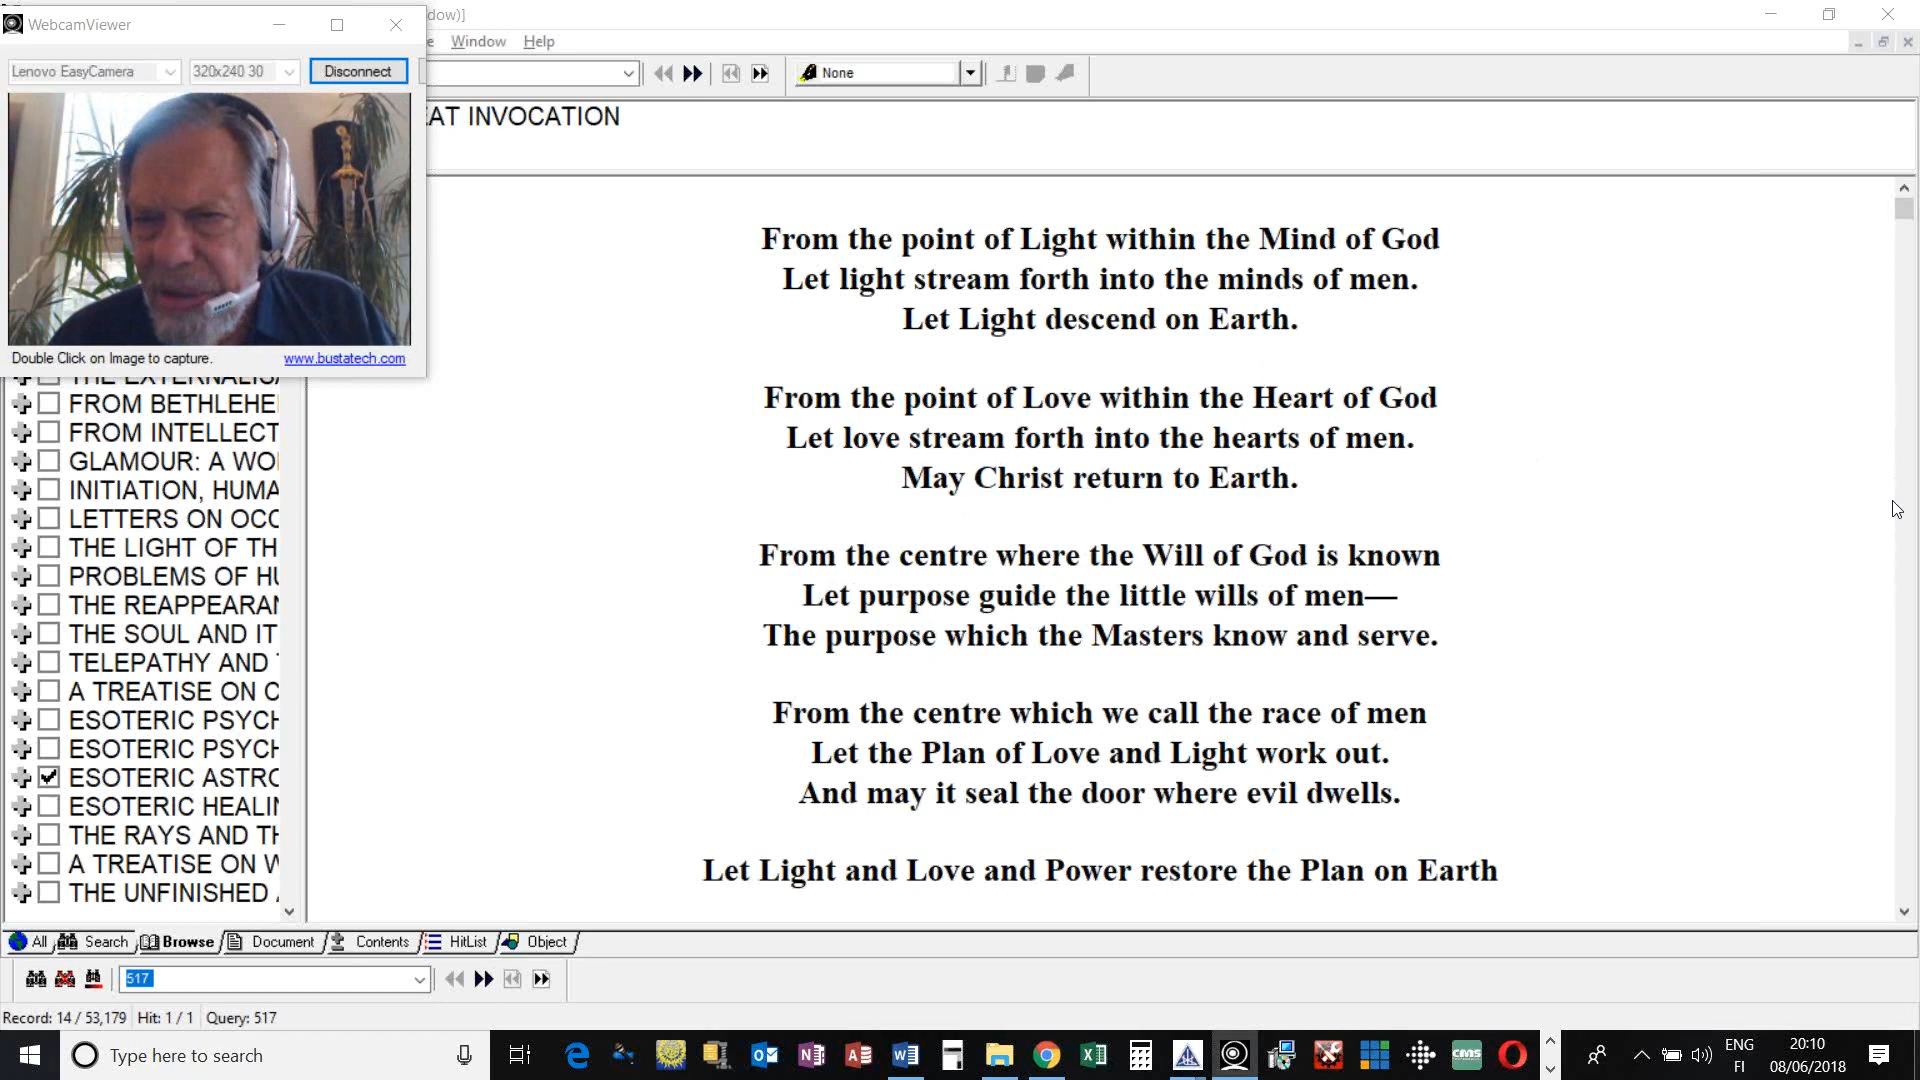 WebcamViewer
dow)]
e Window Help
Lenovo EasyCamera 320x240 30 Disconnect
None
EAT INVOCATION
From the point of Light within the Mind of God
Let light stream forth into the minds of men.
Let Light descend on Earth.
Double Click on Image to capture. www.bustatech.com
From the point of Love within the Heart of God
Let love stream forth into the hearts of men.
May Christ return to Earth.
From the centre where the Will of God is known
Let purpose guide the little wills of men—
The purpose which the Masters know and serve.
From the centre which we call the race of men
Let the Plan of Love and Light work out.
And may it seal the door where evil dwells.
Let Light and Love and Power restore the Plan on Earth
THE EXTERNALIS
FROM BETHLEHE
FROM INTELLECT
GLAMOUR: A WO
INITIATION, HUMA
LETTERS ON OCC
THE LIGHT OF TH
PROBLEMS OF HU
THE REAPPEARAN
THE SOUL AND IT
TELEPATHY AND
A TREATISE ON C
ESOTERIC PSYCH
ESOTERIC PSYCH
ESOTERIC ASTRO
ESOTERIC HEALIN
THE RAYS AND TH
A TREATISE ON W
THE UNFINISHED
All Search Browse Document Contents HitList Object
517
Record: 14 / 53,179 Hit: 1 / 1 Query: 517
Type here to search
CMS
ENG
FI
20:10
08/06/2018